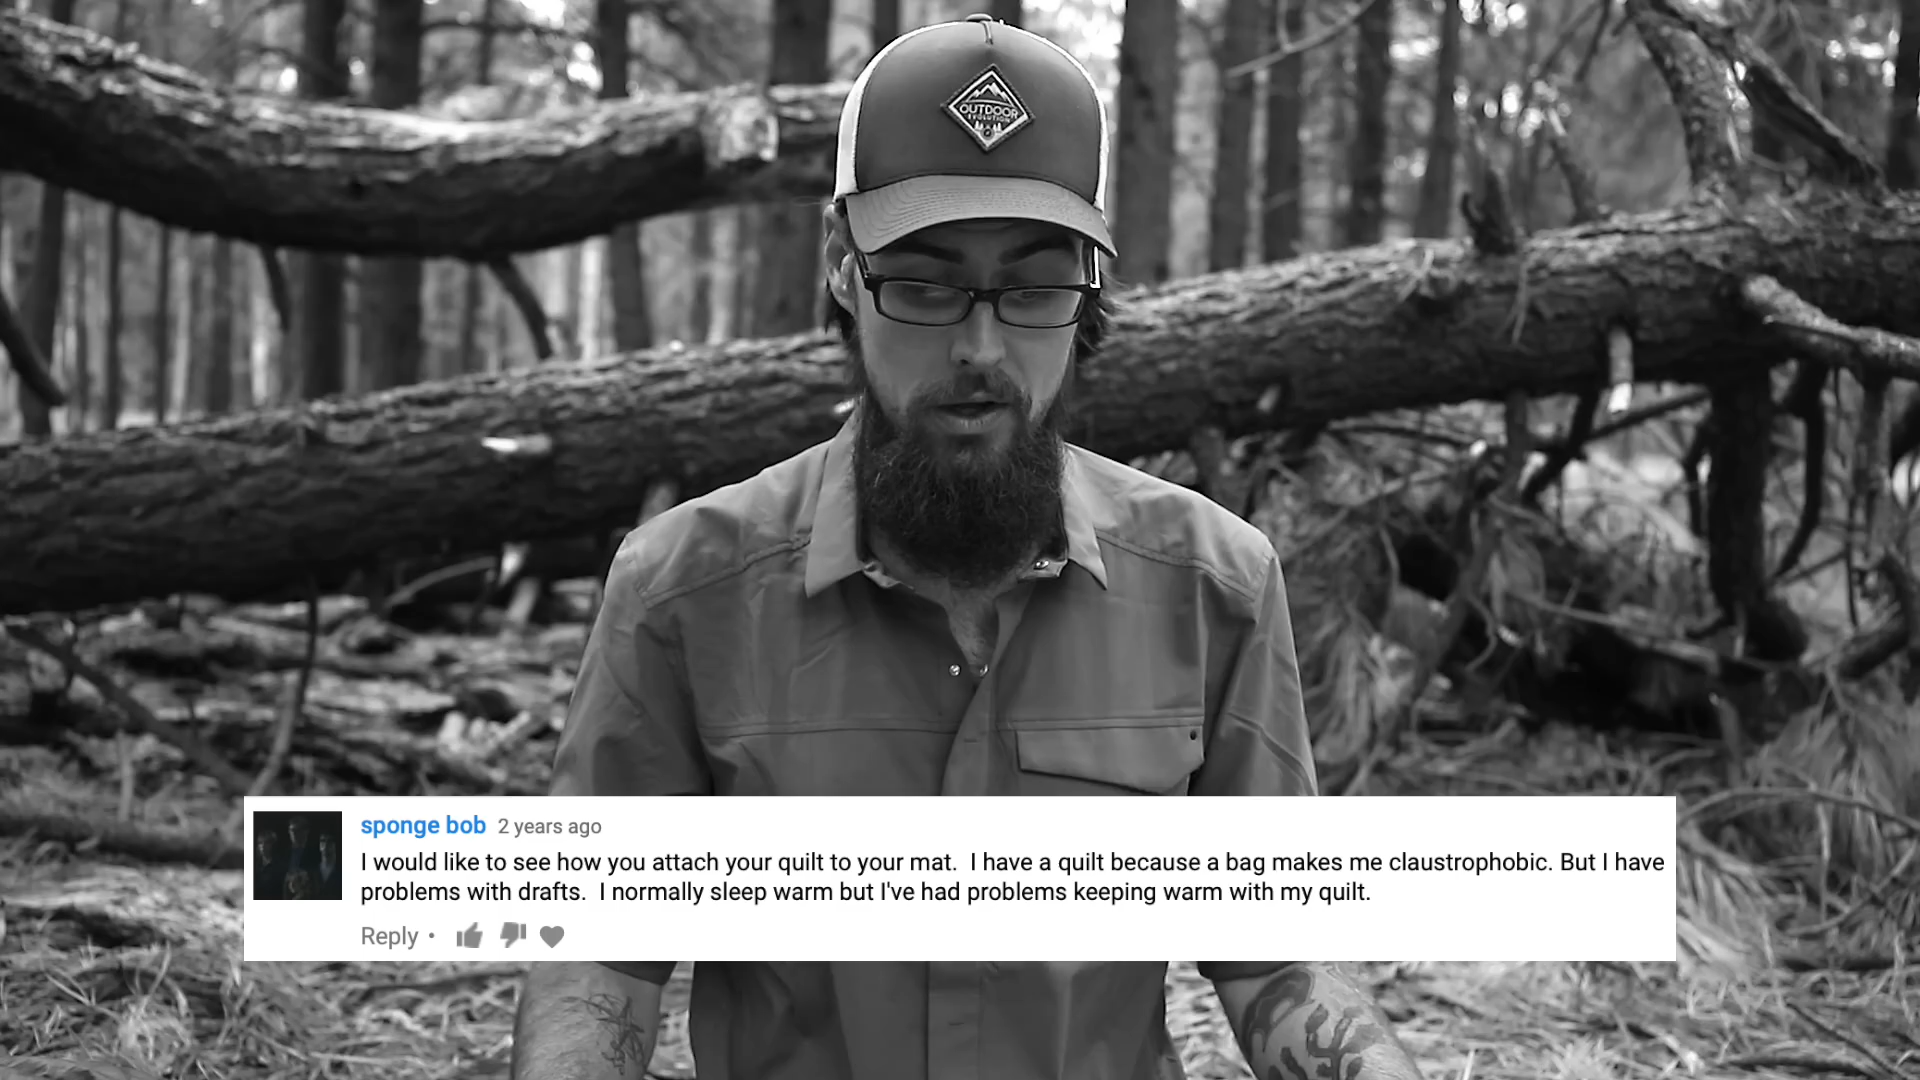 OUTDOOR
EVOLUTION
sponge bob 2 years ago
I would like to see how you attach your quilt to your mat.  I have a quilt because a bag makes me claustrophobic. But I have
problems with drafts.  I normally sleep warm but I've had problems keeping warm with my quilt.
Reply •